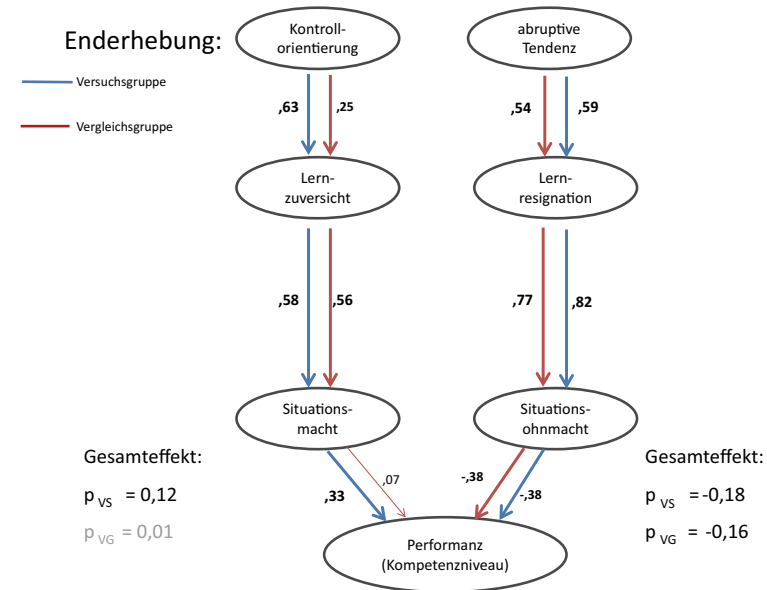 Enderhebung:
Versuchsgruppe
Vergleichsgruppe
Kontroll-
orientierung
abruptive
Tendenz
,63
,25
,54
,59
Lern-
zuversicht
Lern-
resignation
,58
,56
,77
,82
Situations-
macht
Situations-
ohnmacht
Gesamteffekt:
p VS = 0,12
p VG = 0,01
,33
,07
-,38
-,38
Gesamteffekt:
p VS =-0,18
p VG = -0,16
Performanz
(Kompetenzniveau)